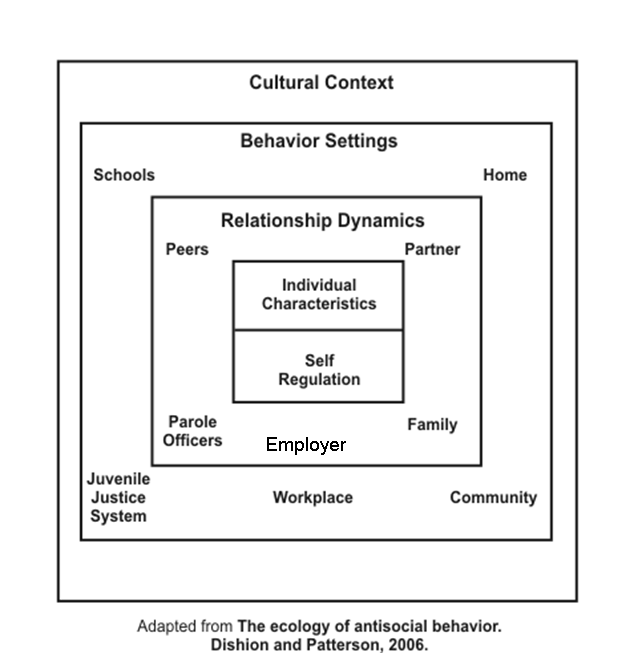 Cultural Context
Behavior Settings
Schools
Home
Relationship Dynamics
Peers
Partner
Individual
Characteristics
Self
Regulation
Parole
Officers
Employer
Family
Juvenile
Justice
System
Workplace
Community
Adapted from The ecology of antisocial behavior.
Dishion and Patterson, 2006.